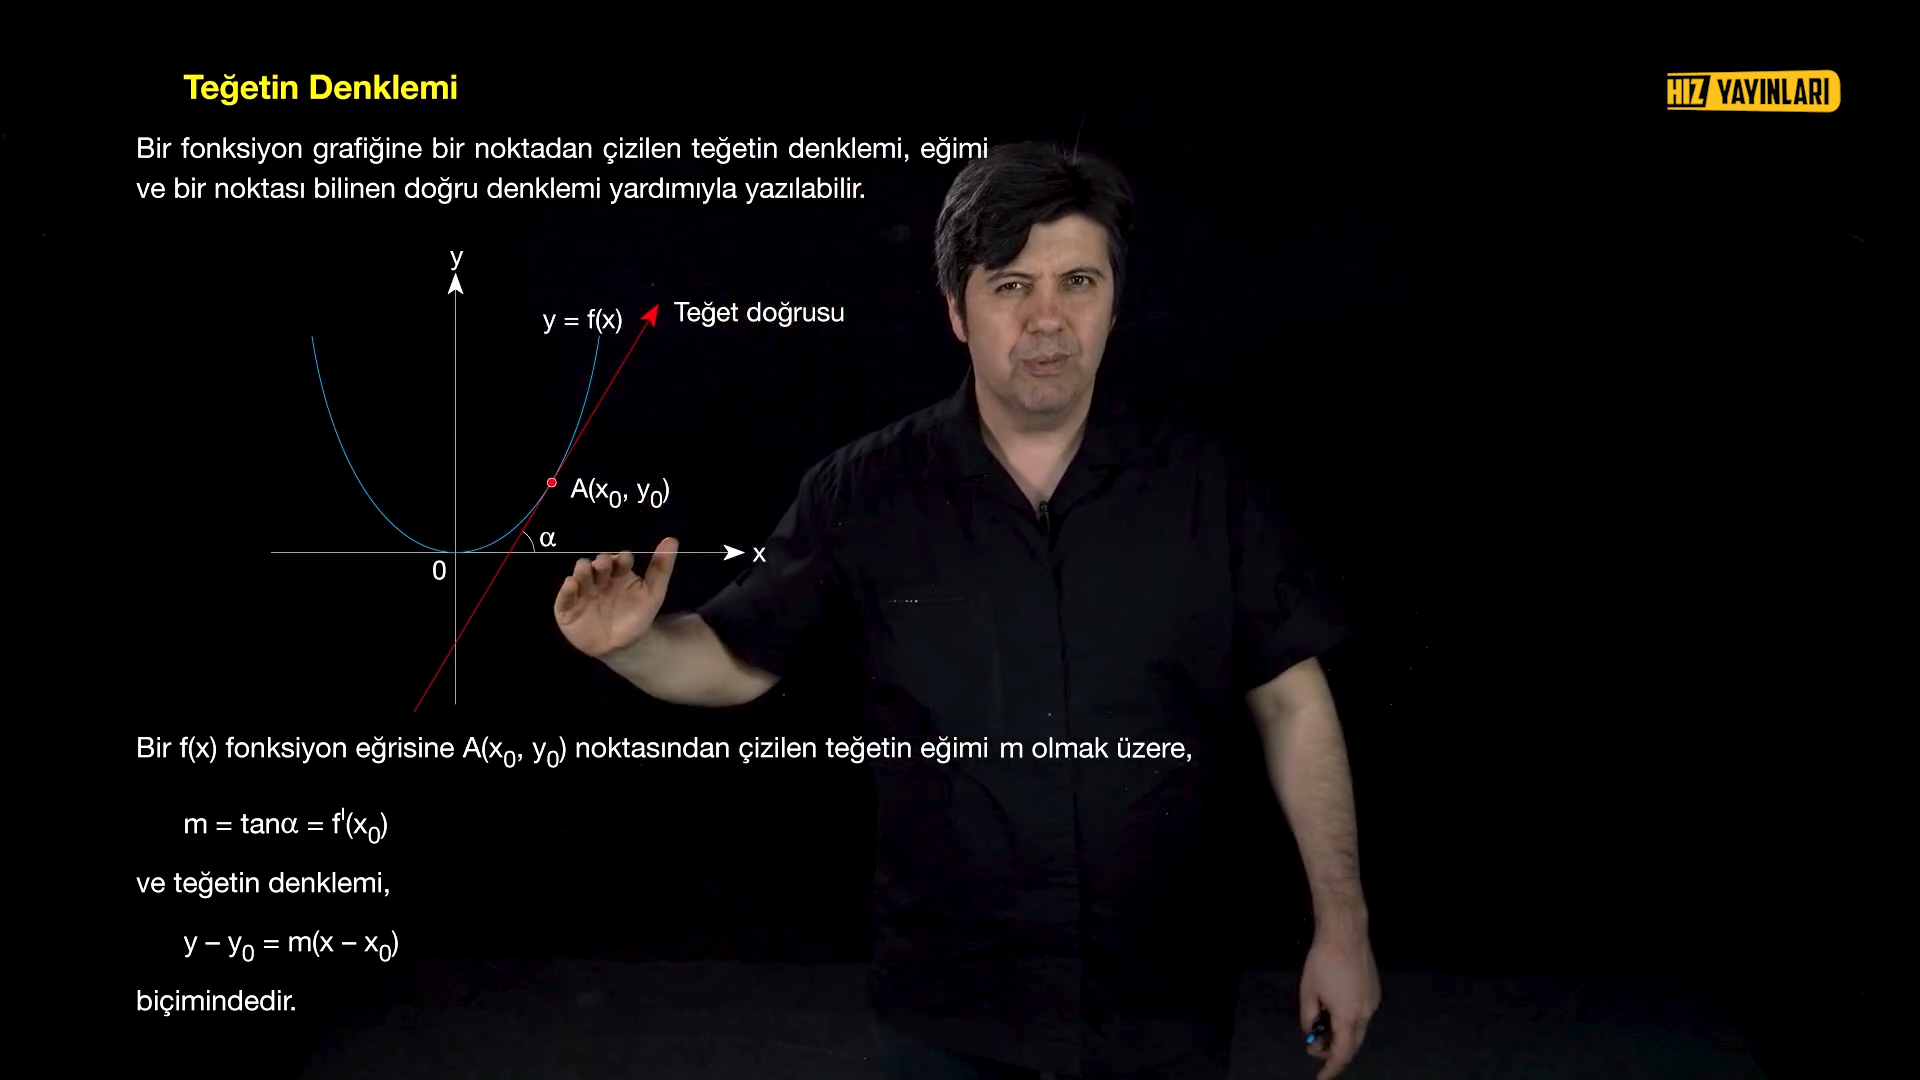 Teğetin Denklemi
HIZ YAYINLARI
Bir fonksiyon grafiğine bir noktadan çizilen teğetin denklemi, eğimi
ve bir noktası bilinen doğru denklemi yardımıyla yazılabilir.
y
y = f(x)
Teğet doğrusu
A(x₀, y₀)
α
x
0
Bir f(x) fonksiyon eğrisine A(x₀, y₀) noktasından çizilen teğetin eğimi m olmak üzere,
m = tanα = f'(x₀)
ve teğetin denklemi,
y – y₀ = m(x – x₀)
biçimindedir.